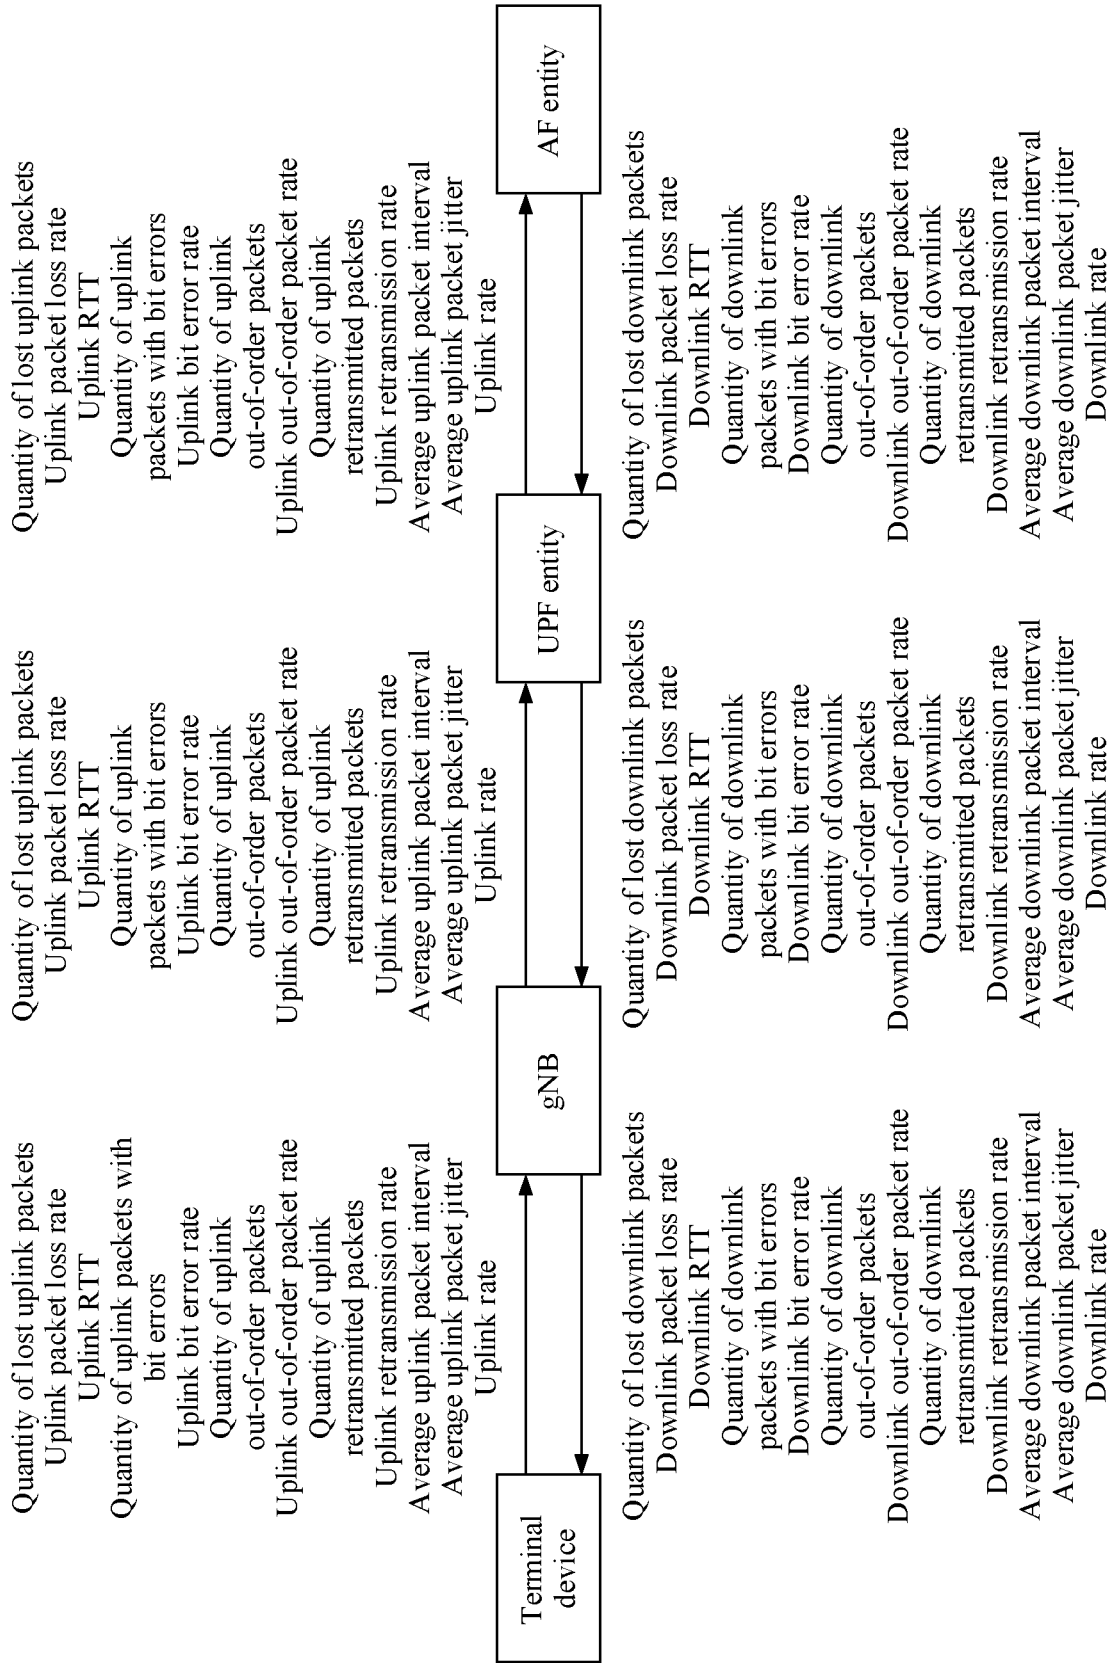 Quantity of lost uplink packets
Uplink packet loss rate
Uplink RTT
Quantity of uplink packets with
bit errors
Uplink bit error rate
Quantity of uplink
out-of-order packets
Uplink out-of-order packet rate
Quantity of uplink
retransmitted packets
Uplink retransmission rate
Average uplink packet interval
Average uplink packet jitter
Uplink rate
Quantity of lost uplink packets
Uplink packet loss rate
Uplink RTT
Quantity of uplink
packets with bit errors
Uplink bit error rate
Quantity of uplink
out-of-order packets
Uplink out-of-order packet rate
Quantity of uplink
retransmitted packets
Uplink retransmission rate
Average uplink packet interval
Average uplink packet jitter
Uplink rate
Quantity of lost uplink packets
Uplink packet loss rate
Uplink RTT
Quantity of uplink
packets with bit errors
Uplink bit error rate
Quantity of uplink
out-of-order packets
Uplink out-of-order packet rate
Quantity of uplink
retransmitted packets
Uplink retransmission rate
Average uplink packet interval
Average uplink packet jitter
Uplink rate
Terminal
device
gNB
UPF entity
AF entity
Quantity of lost downlink packets
Downlink packet loss rate
Downlink RTT
Quantity of downlink
packets with bit errors
Downlink bit error rate
Quantity of downlink
out-of-order packets
Downlink out-of-order packet rate
Quantity of downlink
retransmitted packets
Downlink retransmission rate
Average downlink packet interval
Average downlink packet jitter
Downlink rate
Quantity of lost downlink packets
Downlink packet loss rate
Downlink RTT
Quantity of downlink
packets with bit errors
Downlink bit error rate
Quantity of downlink
out-of-order packets
Downlink out-of-order packet rate
Quantity of downlink
retransmitted packets
Downlink retransmission rate
Average downlink packet interval
Average downlink packet jitter
Downlink rate
Quantity of lost downlink packets
Downlink packet loss rate
Downlink RTT
Quantity of downlink
packets with bit errors
Downlink bit error rate
Quantity of downlink
out-of-order packets
Downlink out-of-order packet rate
Quantity of downlink
retransmitted packets
Downlink retransmission rate
Average downlink packet interval
Average downlink packet jitter
Downlink rate